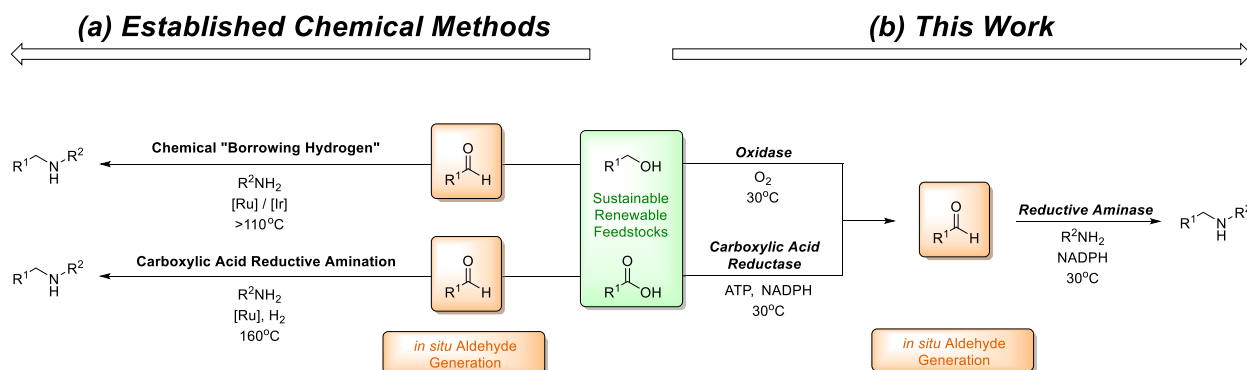 (a) Established Chemical Methods
(b) This Work
R¹ N H R²
Chemical "Borrowing Hydrogen"
R²NH₂
[Ru] / [Ir]
>110°C
O
R¹ H
R¹ OH
Sustainable
Renewable
Feedstocks
Oxidase
O₂
30°C
R¹ N H R²
Carboxylic Acid Reductive Amination
R²NH₂
[Ru], H₂
160°C
O
R¹ H
O
R¹ OH
Carboxylic Acid
Reductase
ATP, NADPH
30°C
O
R¹ H
Reductive Aminase
R²NH₂
NADPH
30°C
R¹ N H R²
in situ Aldehyde
Generation
in situ Aldehyde
Generation